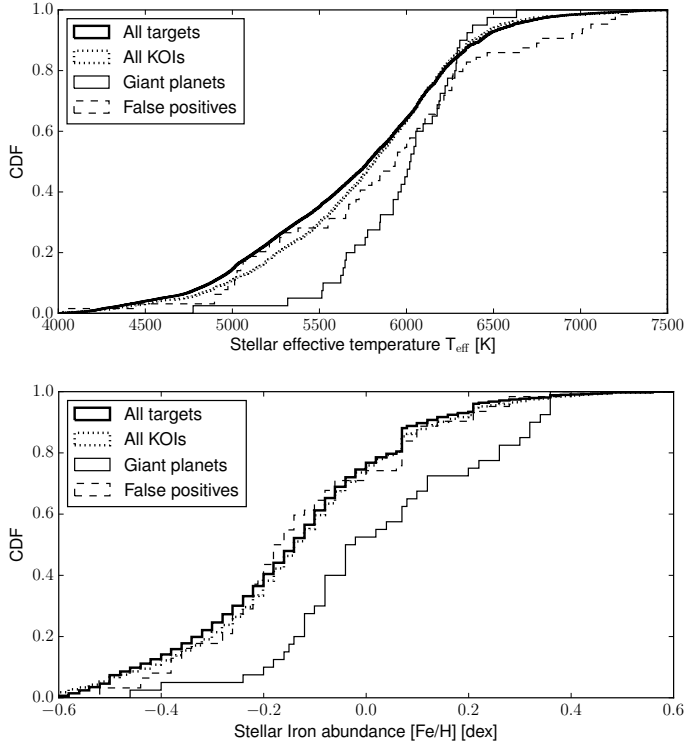 1.0
0.8
0.6
0.4
0.2
0.0
CDF
All targets
All KOIs
Giant planets
False positives
4000 4500 5000 5500 6000 6500 7000 7500
Stellar effective temperature T_eff [K]
1.0
0.8
0.6
0.4
0.2
0.0
CDF
All targets
All KOIs
Giant planets
False positives
−0.6 −0.4 −0.2 0.0 0.2 0.4 0.6
Stellar Iron abundance [Fe/H] [dex]